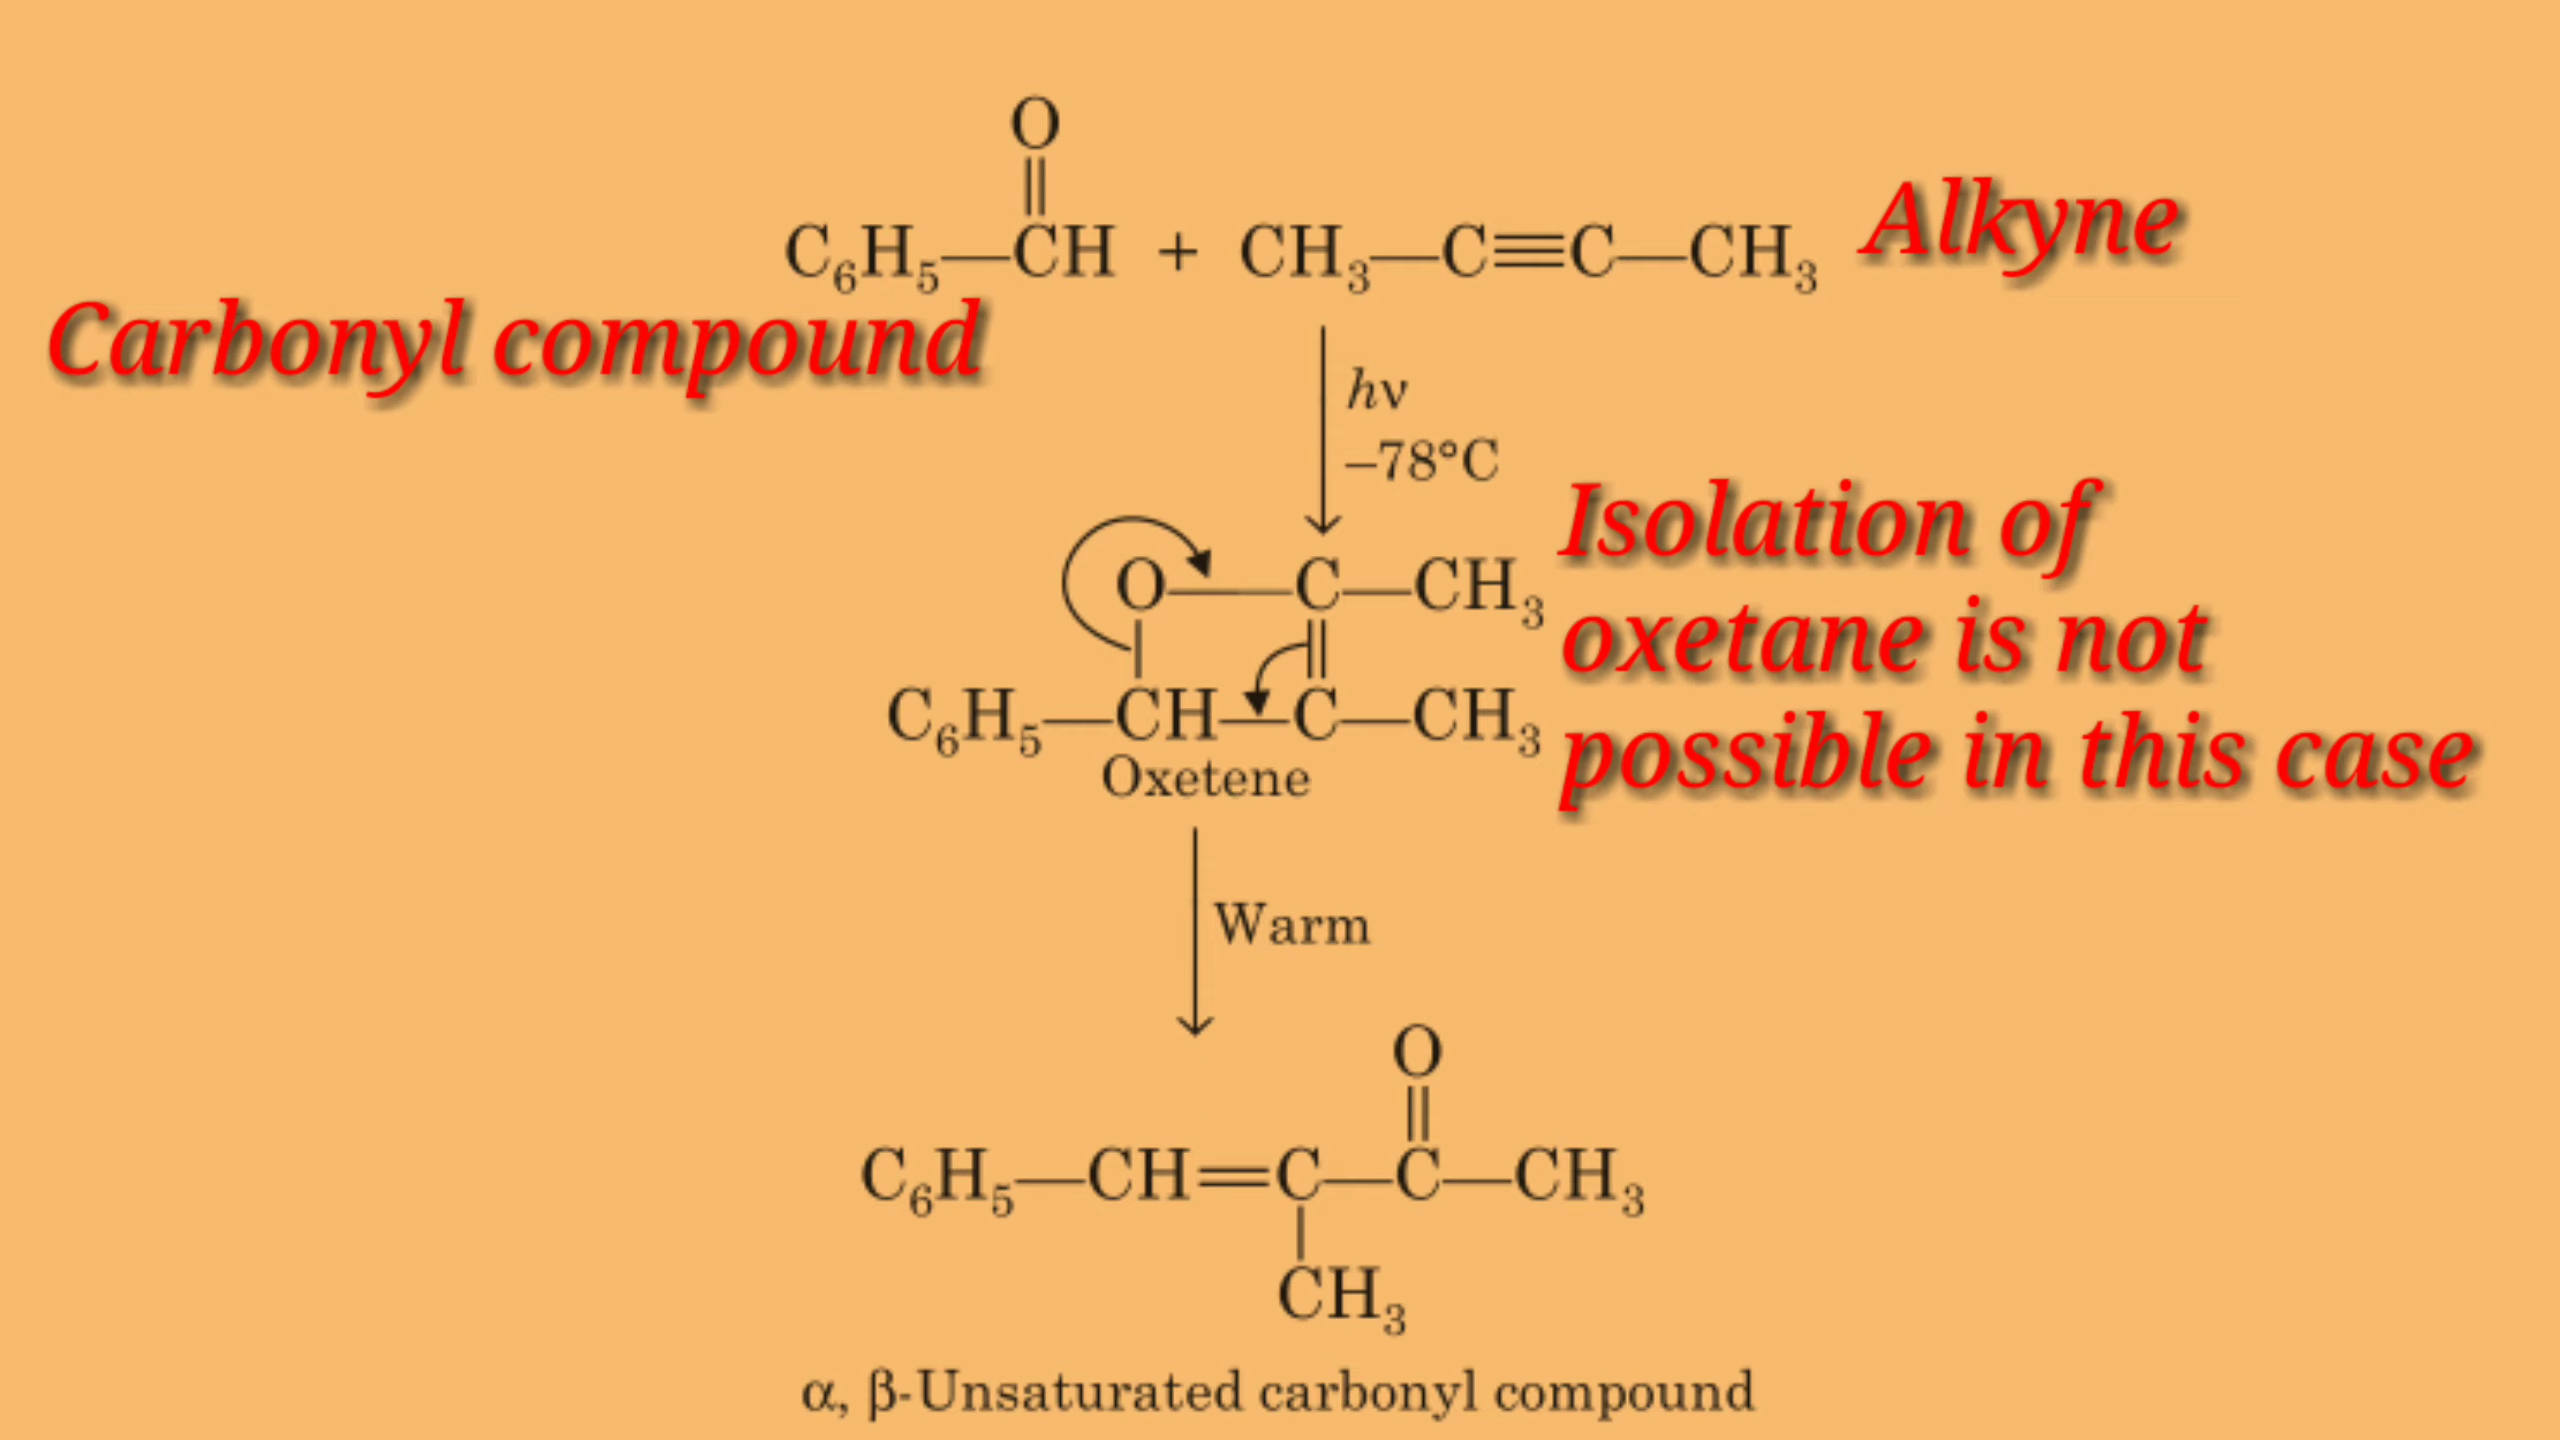 O
C₆H₅—CH + CH₃—C≡C—CH₃ Alkyne
Carbonyl compound
hν
–78°C
Isolation of
oxetane is not
possible in this case
O—C—CH₃
C₆H₅—CH—C—CH₃
Oxetene
Warm
O
C₆H₅—CH=C—C—CH₃
CH₃
α, β-Unsaturated carbonyl compound